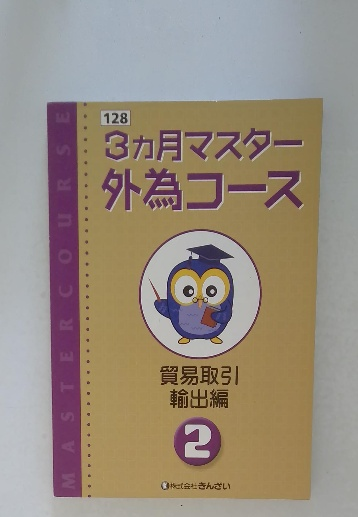 128
3ヵ月マスター
外為コース
貿易取引
輸出編
2
株式会社きんざい
MASTER COURSE